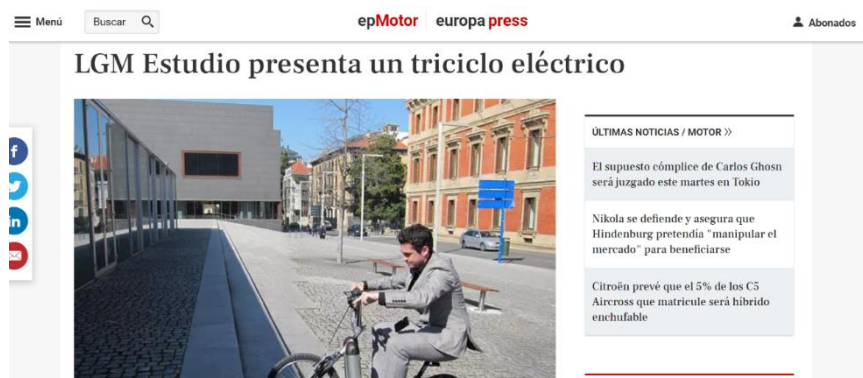 Menú
Buscar
epMotor europa press
Abonados
LGM Estudio presenta un triciclo eléctrico
f
in
ÚLTIMAS NOTICIAS / MOTOR »
El supuesto cómplice de Carlos Ghosn
será juzgado este martes en Tokio
Nikola se defiende y asegura que
Hindenburg pretendía "manipular el
mercado" para beneficiarse
Citroën prevé que el 5% de los C5
Aircross que matricule será híbrido
enchufable